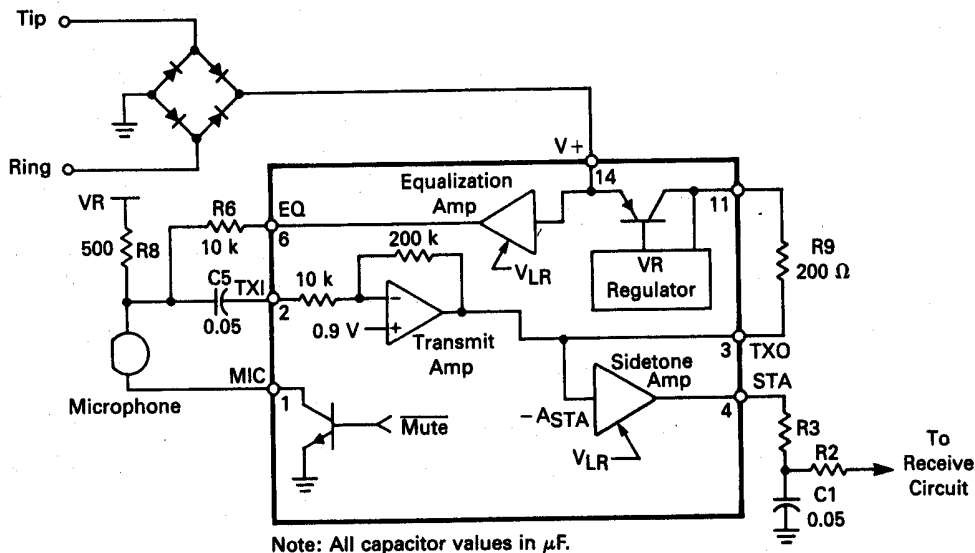 Tip
Ring
V+
14
Equalization
Amp
VR
R6
10 k
EQ
6
500
R8
200 k
VLR
VR
Regulator
11
R9
200 Ω
C5
0.05
TXI
2
10 k
0.9 V
−
+
Transmit
Amp
3
TXO
Microphone
MIC
1
Mute
Sidetone
Amp
−ASTA
VLR
STA
4
R3
R2
To
Receive
Circuit
C1
0.05
Note: All capacitor values in μF.